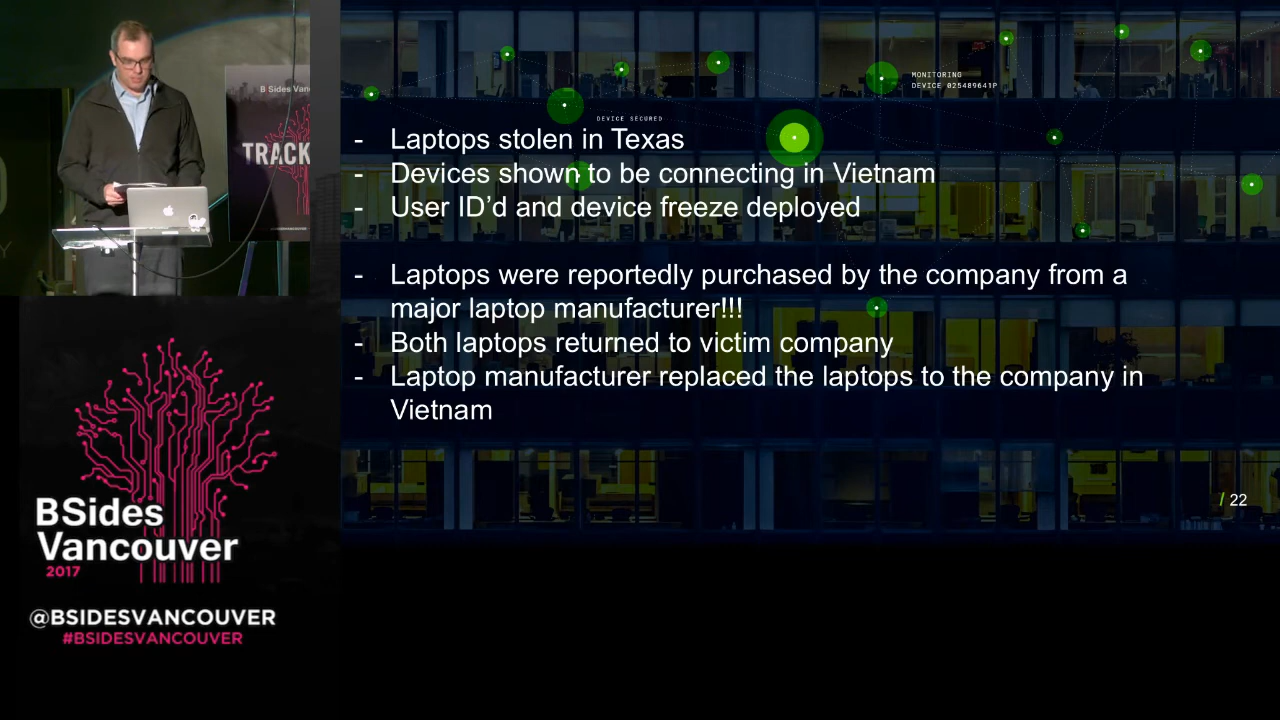 B Sides Van
TRACK
MONITORING
DEVICE 025489641P
DEVICE SECURED
- Laptops stolen in Texas
- Devices shown to be connecting in Vietnam
- User ID’d and device freeze deployed
- Laptops were reportedly purchased by the company from a
major laptop manufacturer!!!
- Both laptops returned to victim company
- Laptop manufacturer replaced the laptops to the company in
Vietnam
/ 22
BSides
Vancouver
2017
@BSIDESVANCOUVER
#BSIDESVANCOUVER